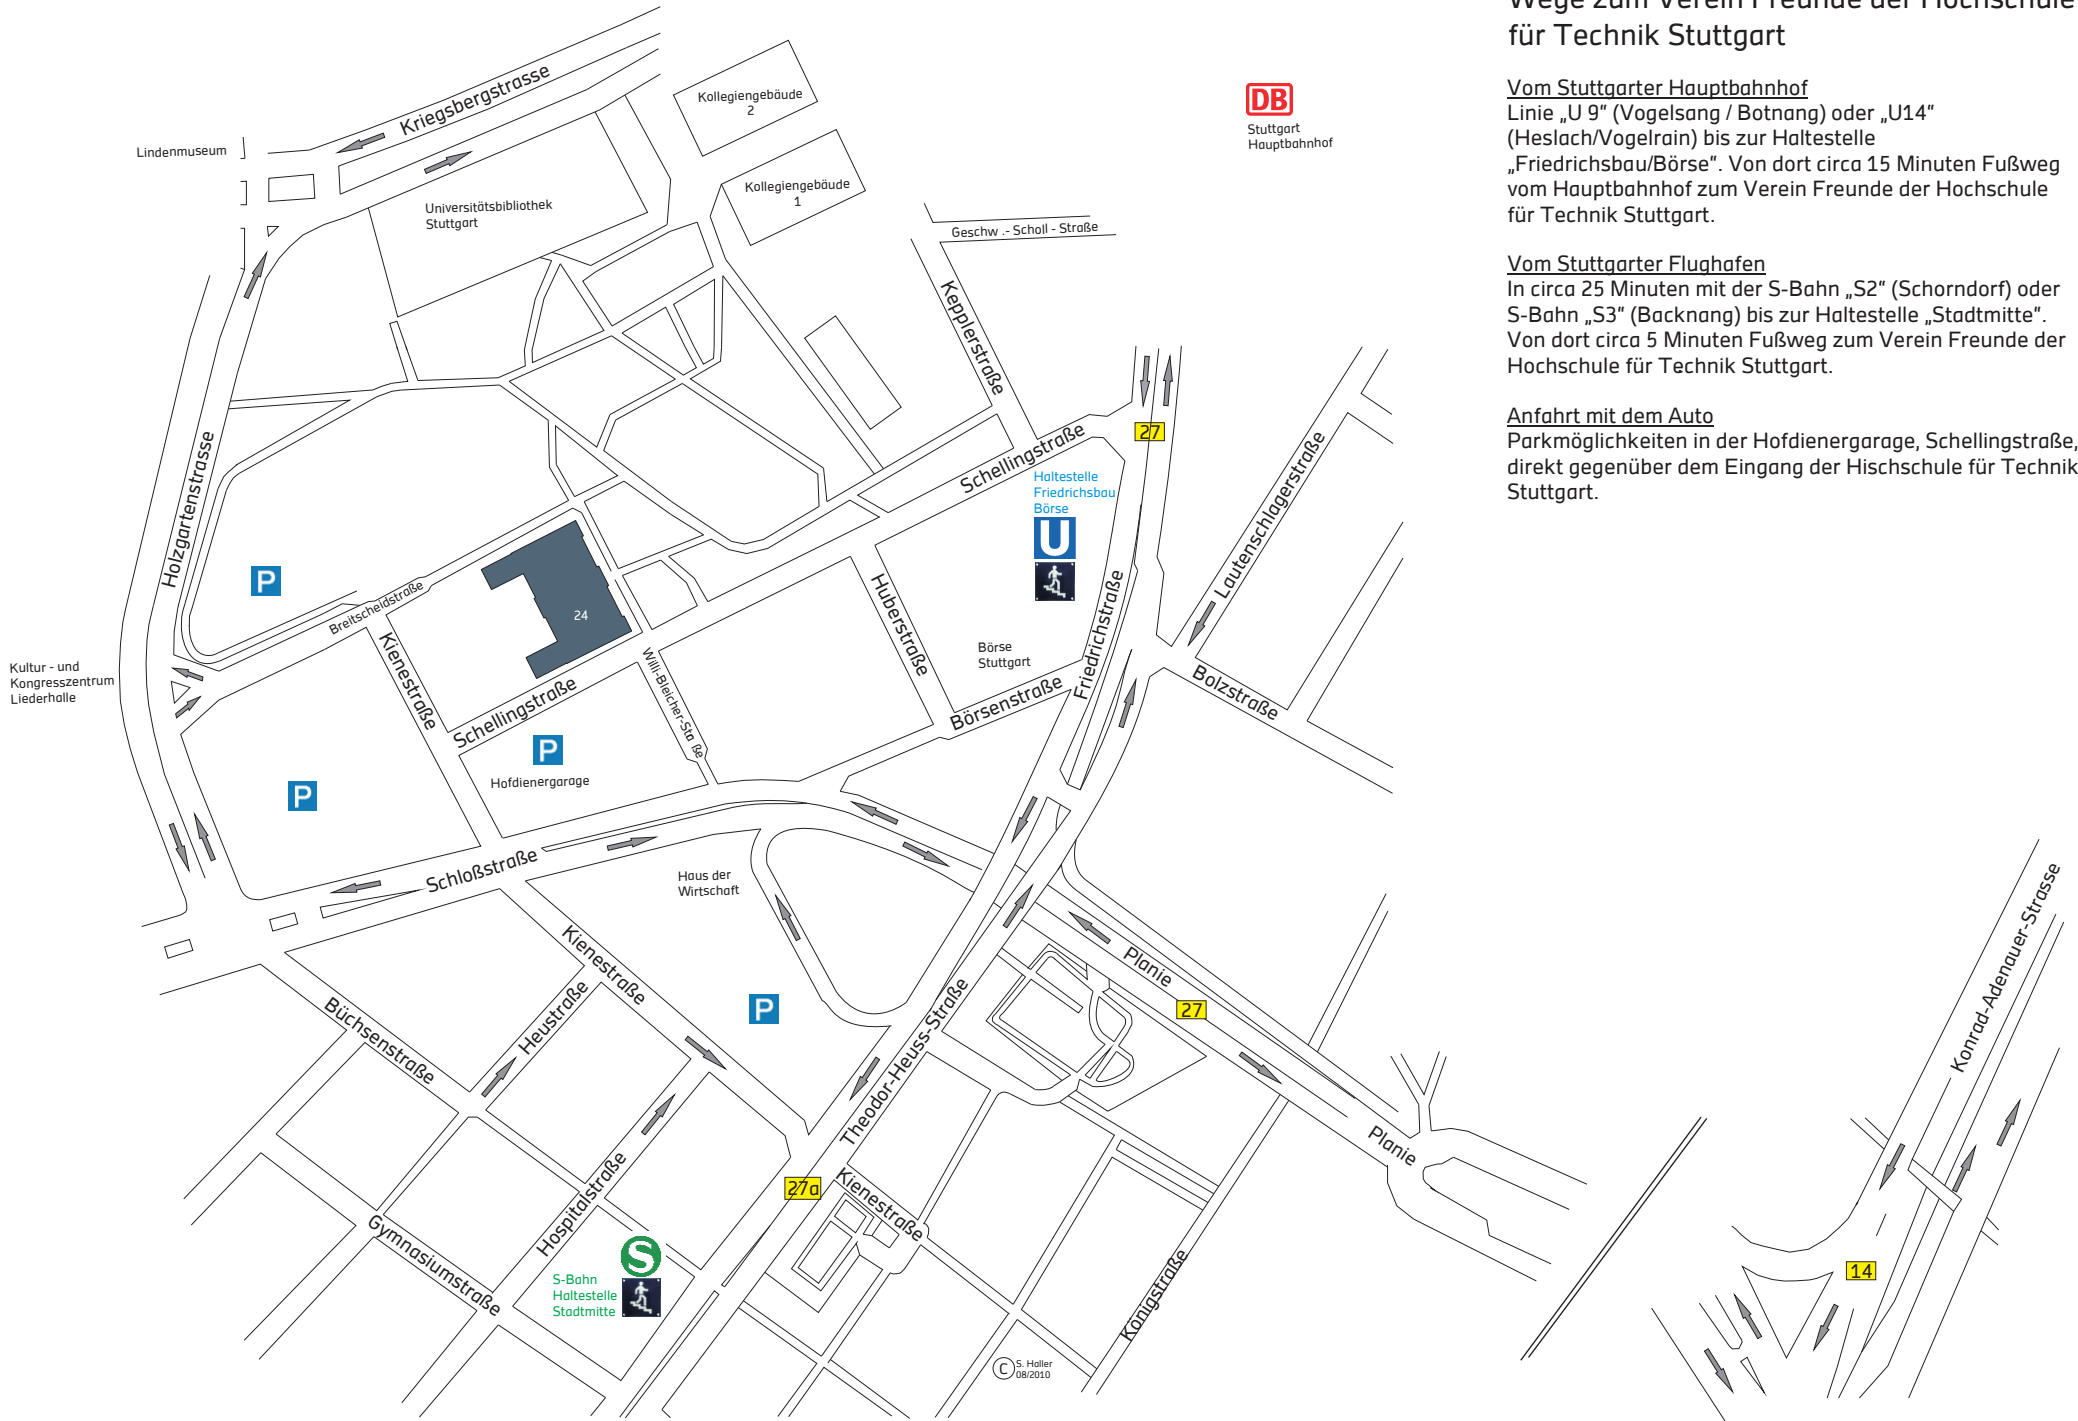 Wege zum Verein Freunde der Hochschule
für Technik Stuttgart
Vom Stuttgarter Hauptbahnhof
Linie „U 9“ (Vogelsang / Botnang) oder „U14“
(Heslach/Vogelrain) bis zur Haltestelle
„Friedrichsbau/Börse“. Von dort circa 15 Minuten Fußweg
vom Hauptbahnhof zum Verein Freunde der Hochschule
für Technik Stuttgart.
Vom Stuttgarter Flughafen
In circa 25 Minuten mit der S-Bahn „S2“ (Schorndorf) oder
S-Bahn „S3“ (Backnang) bis zur Haltestelle „Stadtmitte“.
Von dort circa 5 Minuten Fußweg zum Verein Freunde der
Hochschule für Technik Stuttgart.
Anfahrt mit dem Auto
Parkmöglichkeiten in der Hofdienergarage, Schellingstraße,
direkt gegenüber dem Eingang der Hischschule für Technik
Stuttgart.
Kriegsbergstrasse
Kollegiengebäude
2
DB
Stuttgart
Hauptbahnhof
Lindenmuseum
Kollegiengebäude
1
Universitätsbibliothek
Stuttgart
Geschw .- Scholl - Straße
Kepplerstraße
Holzgartenstrasse
Schellingstraße
27
Haltestelle
Friedrichsbau
Börse
U
Lautenschlagerstraße
P
Breitscheidstraße
24
Huberstraße
Friedrichstraße
Kultur - und
Kongresszentrum
Liederhalle
Kienestraße
Willi-Bleicher-Sta ße
Börse
Stuttgart
Schellingstraße
Börsenstraße
Bolzstraße
P
Hofdienergarage
P
Schloßstraße
Haus der
Wirtschaft
Kienestraße
Planie
27
Konrad-Adenauer-Strasse
P
Büchsenstraße
Heustraße
Theodor-Heuss-Straße
Planie
27a
Kienestraße
Hospitalstraße
Gymnasiumstraße
S
S-Bahn
Haltestelle
Stadtmitte
Königstraße
14
C
S. Haller
08/2010